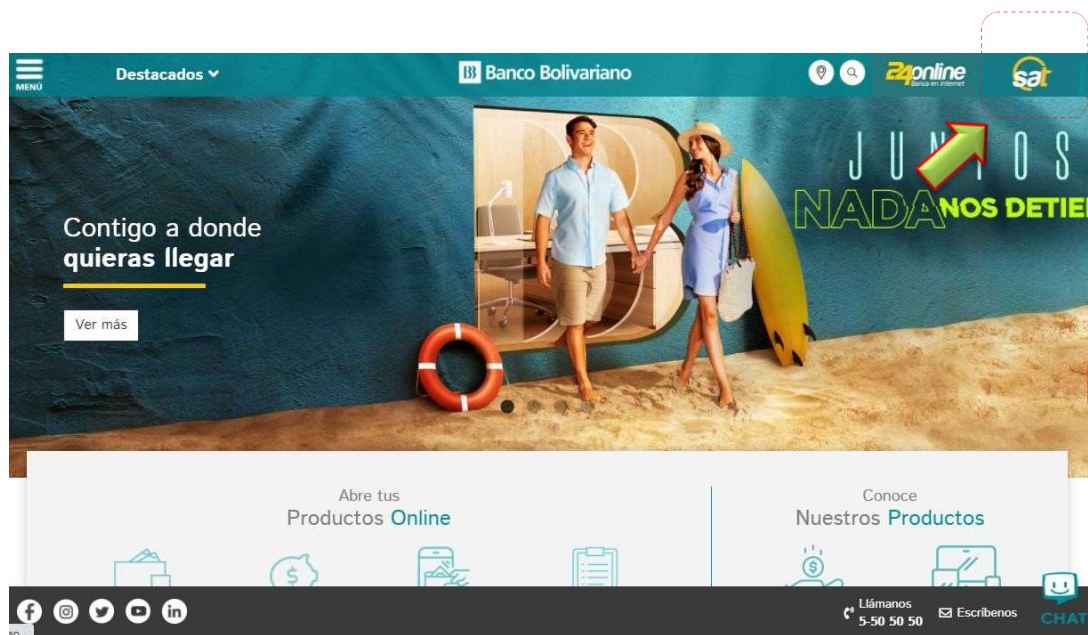 MENÚ
Destacados
Banco Bolivariano
24online
Banca en internet
sat
Contigo a donde
quieras llegar
Ver más
JUNTOS
NADA NOS DETIE
Abre tus
Productos Online
Conoce
Nuestros Productos
Llámanos
5-50 50 50
Escríbenos
CHAT